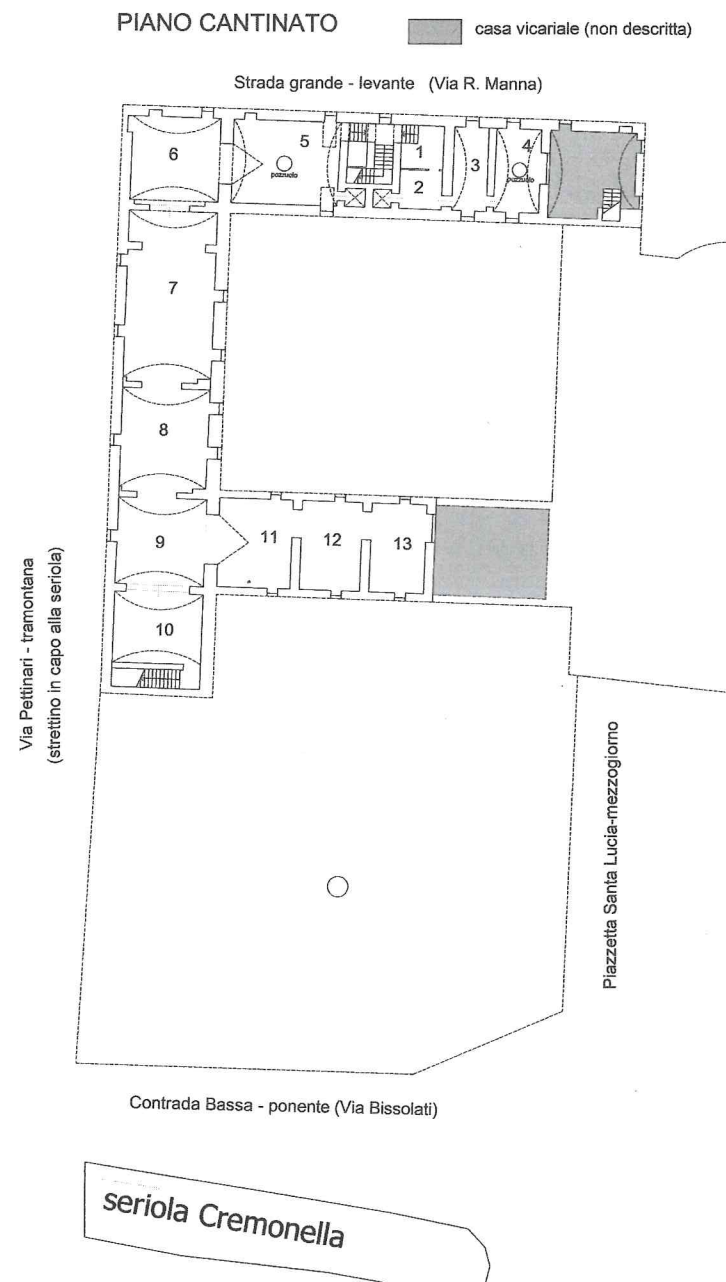 PIANO CANTINATO
casa vicariale (non descritta)
Strada grande - levante (Via R. Manna)
6
5
pozzuolo
1
2
3
4
pozzuolo
7
8
9
11
12
13
10
Via Pettinari - tramontana
(strettino in capo alla seriola)
Piazzetta Santa Lucia-mezzogiorno
Contrada Bassa - ponente (Via Bissolati)
seriola Cremonella